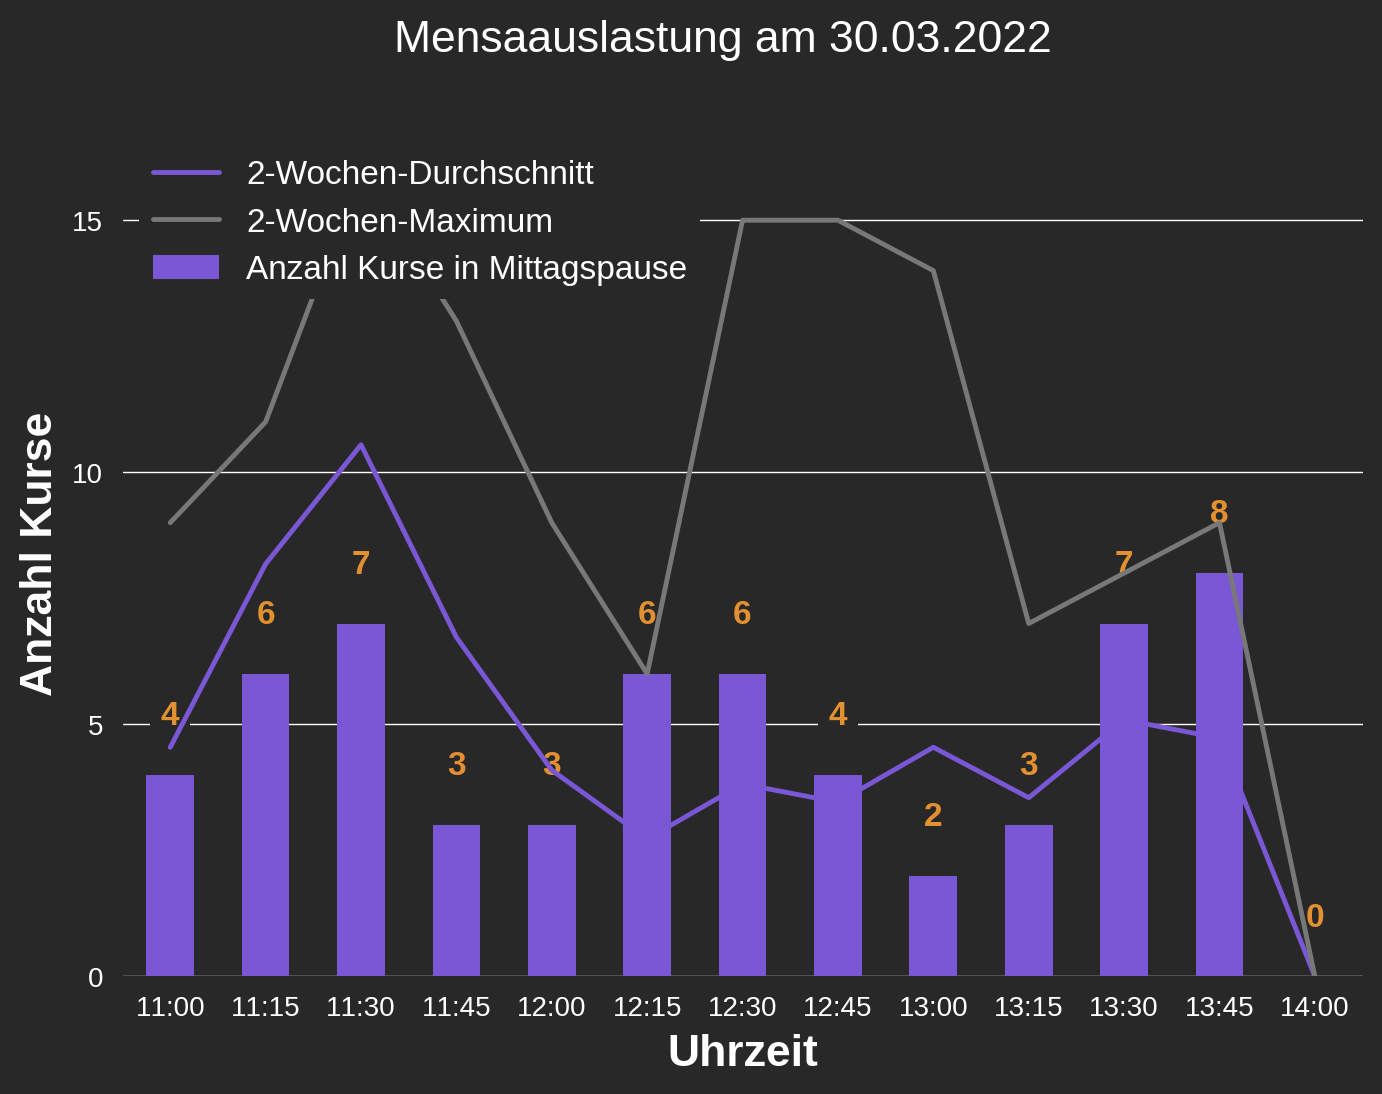 Mensaauslastung am 30.03.2022
2-Wochen-Durchschnitt
2-Wochen-Maximum
Anzahl Kurse in Mittagspause
Anzahl Kurse
15
10
5
0
4
6
7
3
3
6
6
4
2
3
7
8
0
11:00 11:15 11:30 11:45 12:00 12:15 12:30 12:45 13:00 13:15 13:30 13:45 14:00
Uhrzeit